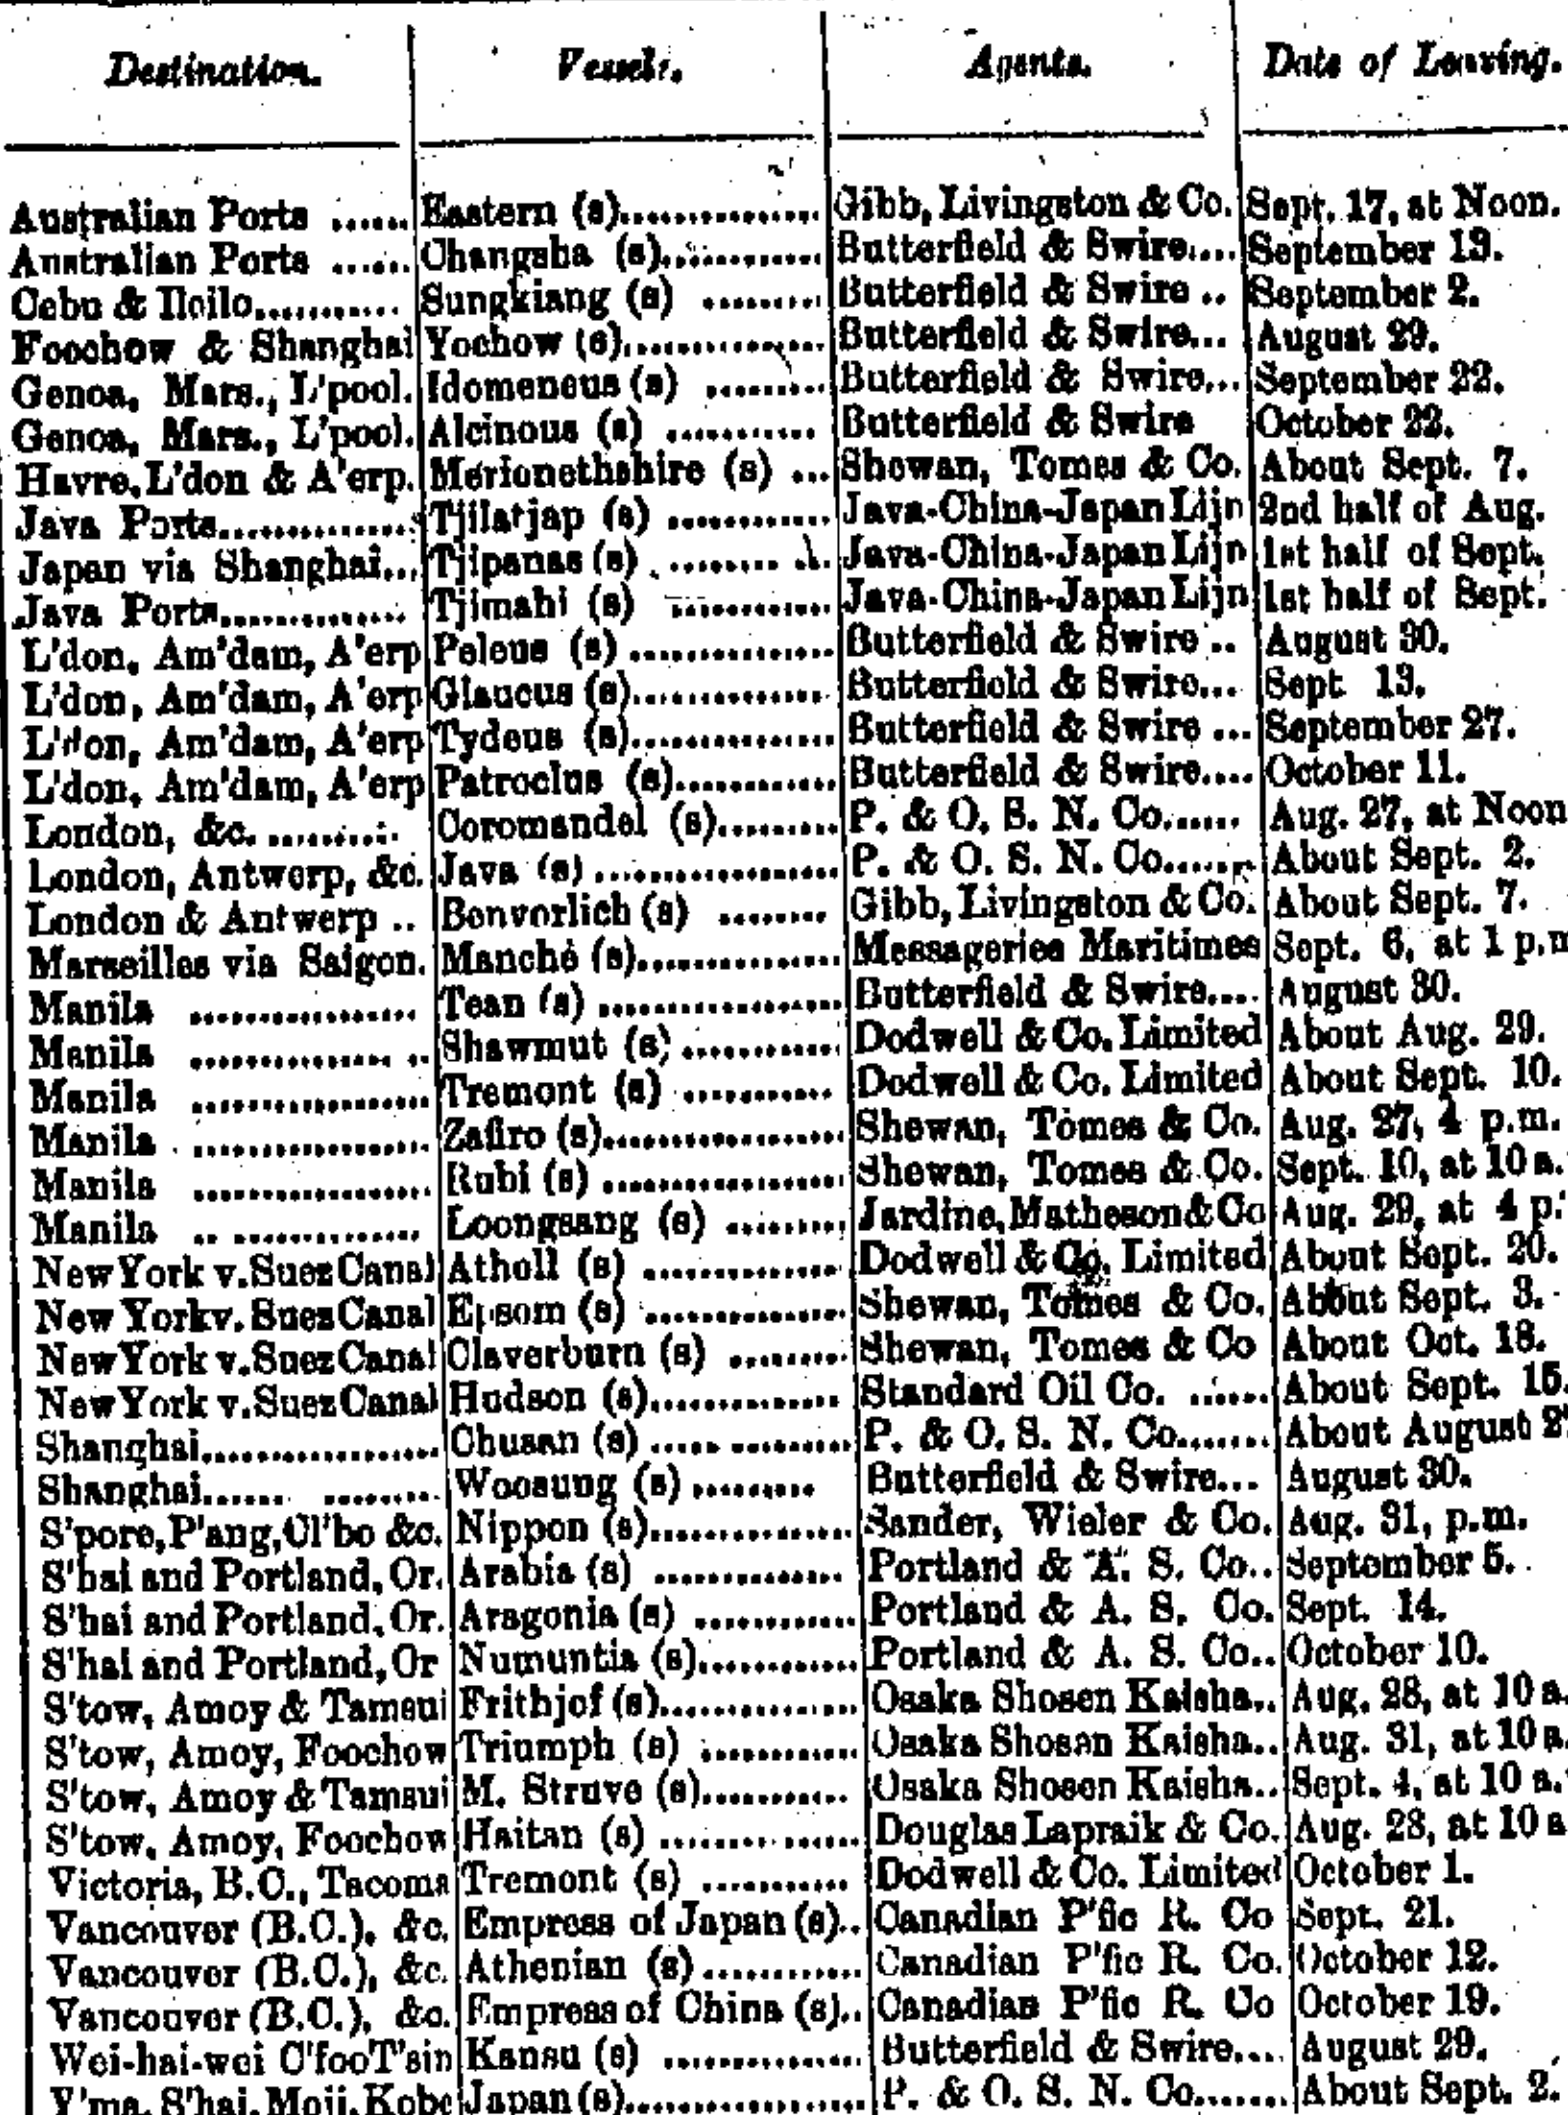 Destination. Vessels. Agents. Date of Leaving.
Australian Ports ...... Eastern (s)............... Gibb, Livingston & Co. Sept. 17, at Noon.
Australian Ports ...... Changsha (s)............. Butterfield & Swire.... September 13.
Cebu & Iloilo............ Sungkiang (s) ......... Butterfield & Swire .. September 2.
Foochow & Shanghai Yochow (s)............... Butterfield & Swire... August 29.
Genoa, Mars., L'pool. Idomeneus (s) ......... Butterfield & Swire... September 22.
Genoa, Mars., L'pool. Alcinous (s) ........... Butterfield & Swire October 22.
Havre, L'don & A'erp. Merionethshire (s) ... Shewan, Tomes & Co. About Sept. 7.
Java Ports............... Tjilatjap (s) ............ Java-China-Japan Lijn 2nd half of Aug.
Japan via Shanghai... Tjipanas (s) ......... Java-China-Japan Lijn 1st half of Sept.
Java Ports.............. Tjimahi (s) ............ Java-China-Japan Lijn 1st half of Sept.
L'don, Am'dam, A'erp Peleus (s) ............... Butterfield & Swire .. August 30.
L'don, Am'dam, A'erp Glaucus (s)............... Butterfield & Swire... Sept 13.
L'don, Am'dam, A'erp Tydeus (s)............... Butterfield & Swire ... September 27.
L'don, Am'dam, A'erp Patroclus (s)............ Butterfield & Swire.... October 11.
London, &c. ........... Coromandel (s)......... P. & O. S. N. Co....... Aug. 27, at Noon
London, Antwerp, &c. Java (s) .................. P. & O. S. N. Co....... About Sept. 2.
London & Antwerp .. Benvorlich (s) ........ Gibb, Livingston & Co. About Sept. 7.
Marseilles via Saigon. Manché (s)............... Messageries Maritimes Sept. 6, at 1 p.m
Manila ................. Tean (s) .................. Butterfield & Swire.... August 30.
Manila ................. Shawmut (s) ............ Dodwell & Co. Limited About Aug. 29.
Manila .................. Tremont (s) ........... Dodwell & Co. Limited About Sept. 10.
Manila .................. Zafiro (s).................. Shewan, Tomes & Co. Aug. 27, 4 p.m.
Manila .................. Rubi (s) .................. Shewan, Tomes & Co. Sept. 10, at 10 a.
Manila .. .............. Loongsang (s) ......... Jardine, Matheson & Co Aug. 29, at 4 p.
New York v. Suez Canal Atholl (s) ............... Dodwell & Co. Limited About Sept. 20.
New York v. Suez Canal Epsom (s) ............... Shewan, Tomes & Co. About Sept. 3.
New York v. Suez Canal Claverburn (s) ......... Shewan, Tomes & Co About Oct. 18.
New York v. Suez Canal Hudson (s).............. Standard Oil Co. ...... About Sept. 15.
Shanghai.................. Chusan (s) ............... P. & O. S. N. Co........ About August
Shanghai...... ......... Woosung (s) ......... Butterfield & Swire... August 30.
S'pore, P'ang, Cl'bo &c. Nippon (s)............... Sander, Wieler & Co. Aug. 31, p.m.
S'hai and Portland, Or. Arabia (s) .............. Portland & A. S. Co.. September 5.
S'hai and Portland, Or. Aragonia (s) ............ Portland & A. S. Co. Sept. 14.
S'hai and Portland, Or Numuntia (s)............ Portland & A. S. Co.. October 10.
S'tow, Amoy & Tamsui Frithjof (s)............... Osaka Shosen Kaisha.. Aug. 28, at 10 a.
S'tow, Amoy, Foochow Triumph (s) ............ Osaka Shosen Kaisha.. Aug. 31, at 10 a.
S'tow, Amoy & Tamsui M. Struve (s)........... Osaka Shosen Kaisha.. Sept. 4, at 10 a.
S'tow, Amoy, Foochow Haitan (s) ............... Douglas Lapraik & Co. Aug. 28, at 10 a
Victoria, B.C., Tacoma Tremont (s) ........... Dodwell & Co. Limited October 1.
Vancouver (B.C.), &c. Empress of Japan (s).. Canadian P'fic R. Co Sept. 21.
Vancouver (B.C.), &c. Athenian (s) ............ Canadian P'fic R. Co. October 12.
Vancouver (B.C.), &c. Empress of China (s).. Canadian P'fic R. Co October 19.
Wei-hai-wei C'foo T'sin Kansu (s) ............... Butterfield & Swire.... August 29.
Y'ma, S'hai, Moji, Kobe Japan (s)................. P. & O. S. N. Co....... About Sept. 2.